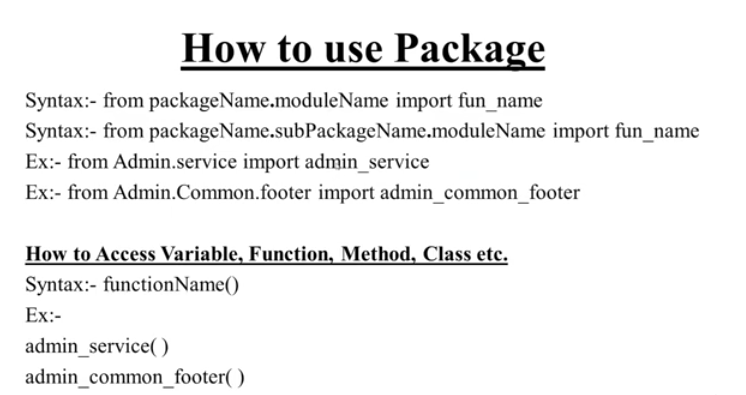 How to use Package
Syntax:- from packageName.moduleName import fun_name
Syntax:- from packageName.subPackageName.moduleName import fun_name
Ex:- from Admin.service import admin_service
Ex:- from Admin.Common.footer import admin_common_footer
How to Access Variable, Function, Method, Class etc.
Syntax:- functionName()
Ex:-
admin_service( )
admin_common_footer( )